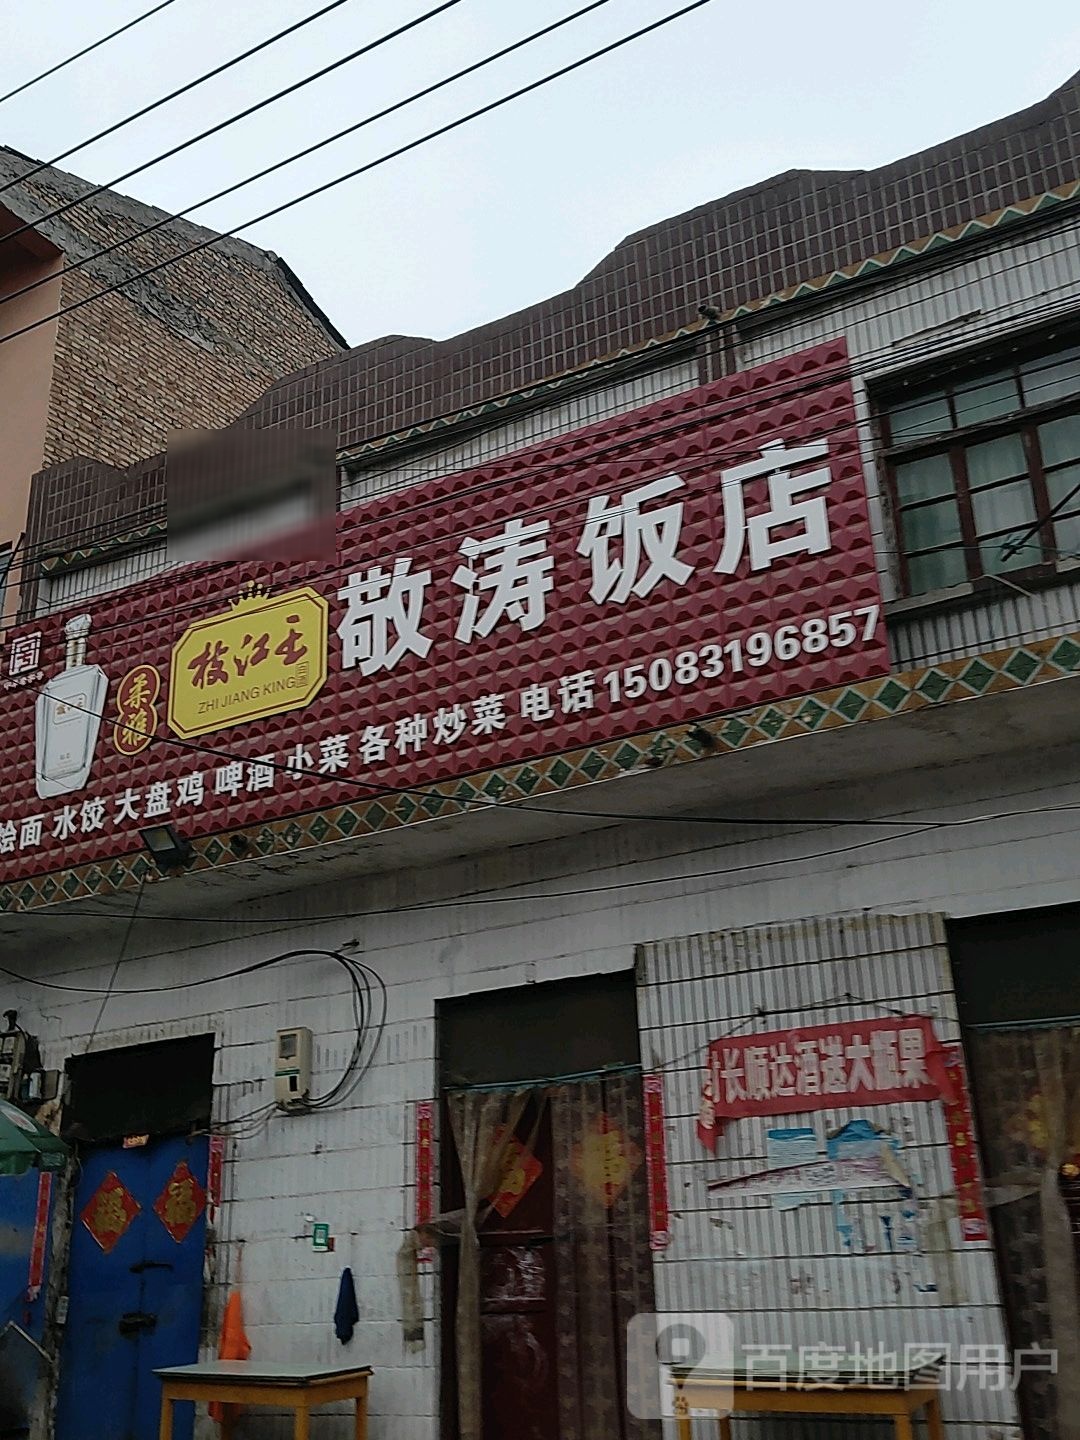 敬涛饭店
枝江王
ZHI JIANG KING
柔雅
烩面 水饺 大盘鸡 啤酒 小菜 各种炒菜 电话15083196857
长顺达酒送大瓶果
福
福
百度地图用户